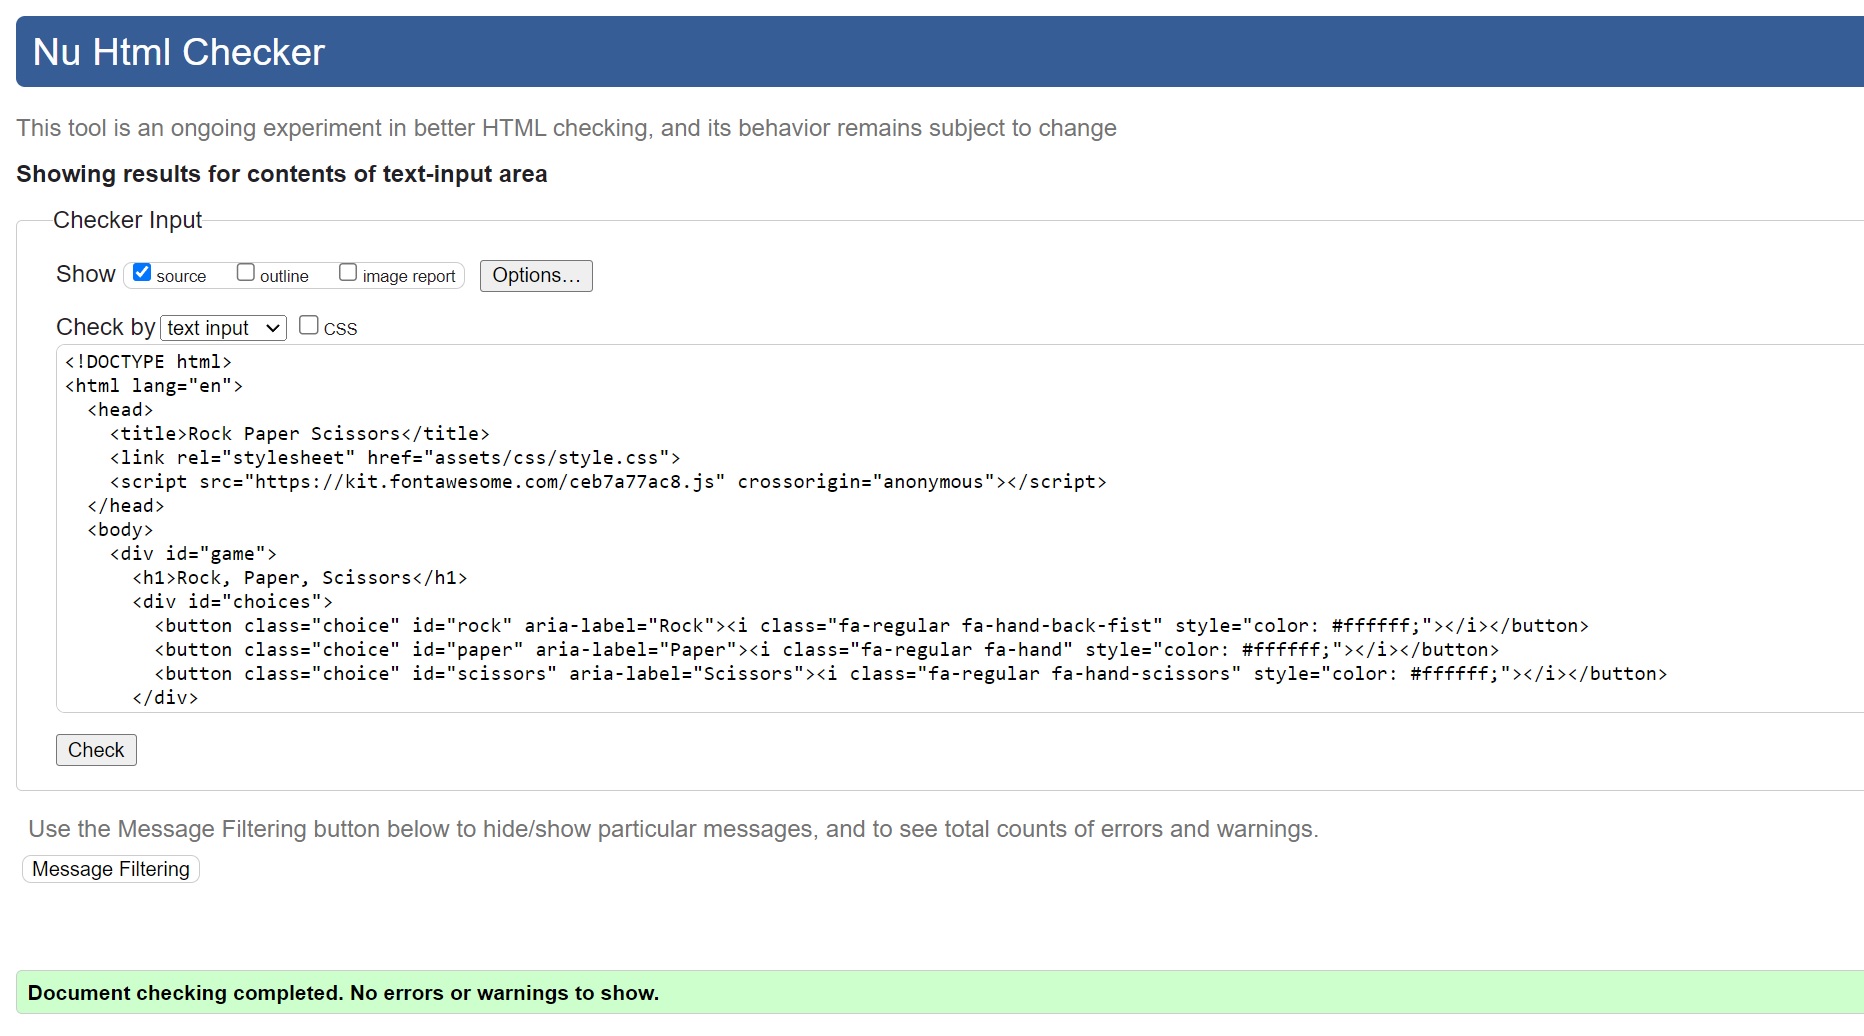 Nu Html Checker
This tool is an ongoing experiment in better HTML checking, and its behavior remains subject to change
Showing results for contents of text-input area
Checker Input
Show source outline image report Options...
Check by text input CSS
<!DOCTYPE html>
<html lang="en">
  <head>
    <title>Rock Paper Scissors</title>
    <link rel="stylesheet" href="assets/css/style.css">
    <script src="https://kit.fontawesome.com/ceb7a77ac8.js" crossorigin="anonymous"></script>
  </head>
  <body>
    <div id="game">
      <h1>Rock, Paper, Scissors</h1>
      <div id="choices">
        <button class="choice" id="rock" aria-label="Rock"><i class="fa-regular fa-hand-back-fist" style="color: #ffffff;"></i></button>
        <button class="choice" id="paper" aria-label="Paper"><i class="fa-regular fa-hand" style="color: #ffffff;"></i></button>
        <button class="choice" id="scissors" aria-label="Scissors"><i class="fa-regular fa-hand-scissors" style="color: #ffffff;"></i></button>
      </div>
Check
Use the Message Filtering button below to hide/show particular messages, and to see total counts of errors and warnings.
Message Filtering
Document checking completed. No errors or warnings to show.